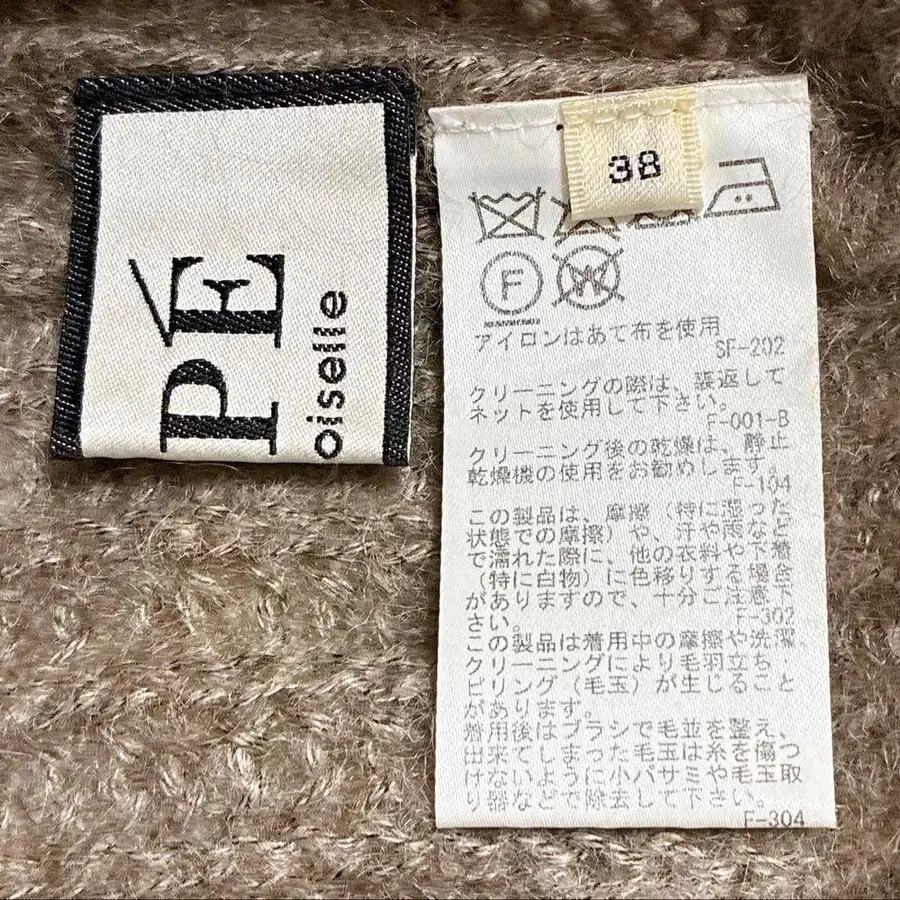 PÉ
oiselle
38
F
W
アイロンはあて布を使用
SF-202
クリーニングの際は、裏返して
ネットを使用して下さい。
F-001-B
クリーニング後の乾燥は、静止
乾燥機の使用をお勧めします。
F-104
この製品は、摩擦(特に湿った
状態での摩擦)や、汗や雨など
で濡れた際に、他の衣料や下着
(特に白物)に色移りする場合
がありますので、十分ご注意下
さい。
F-302
この製品は着用中の摩擦や洗濯、
クリーニングにより毛羽立ち・
ピリング(毛玉)が生じること
があります。
着用後はブラシで毛並を整え、
出来てしまった毛玉は糸を傷つ
けないように小バサミや毛玉取
り器などで除去して下さい。
F-304